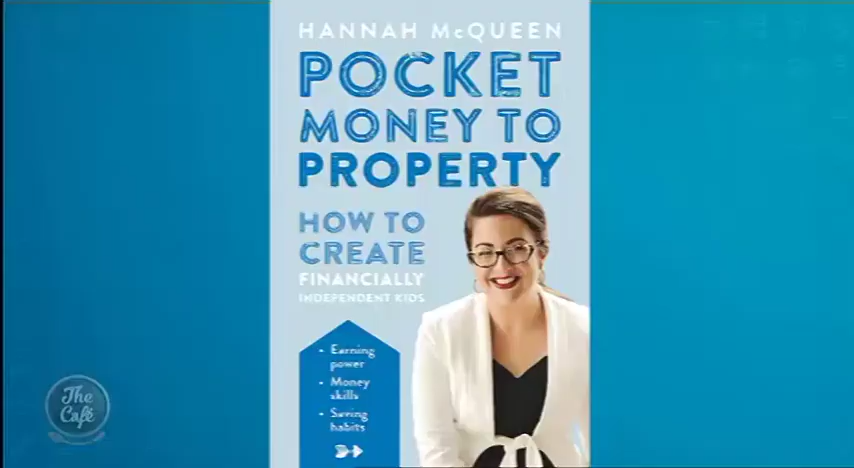 HANNAH McQUEEN
POCKET
MONEY TO
PROPERTY
HOW TO
CREATE
FINANCIALLY
INDEPENDENT KIDS
• Earning
power
• Money
skills
• Saving
habits
The
Café